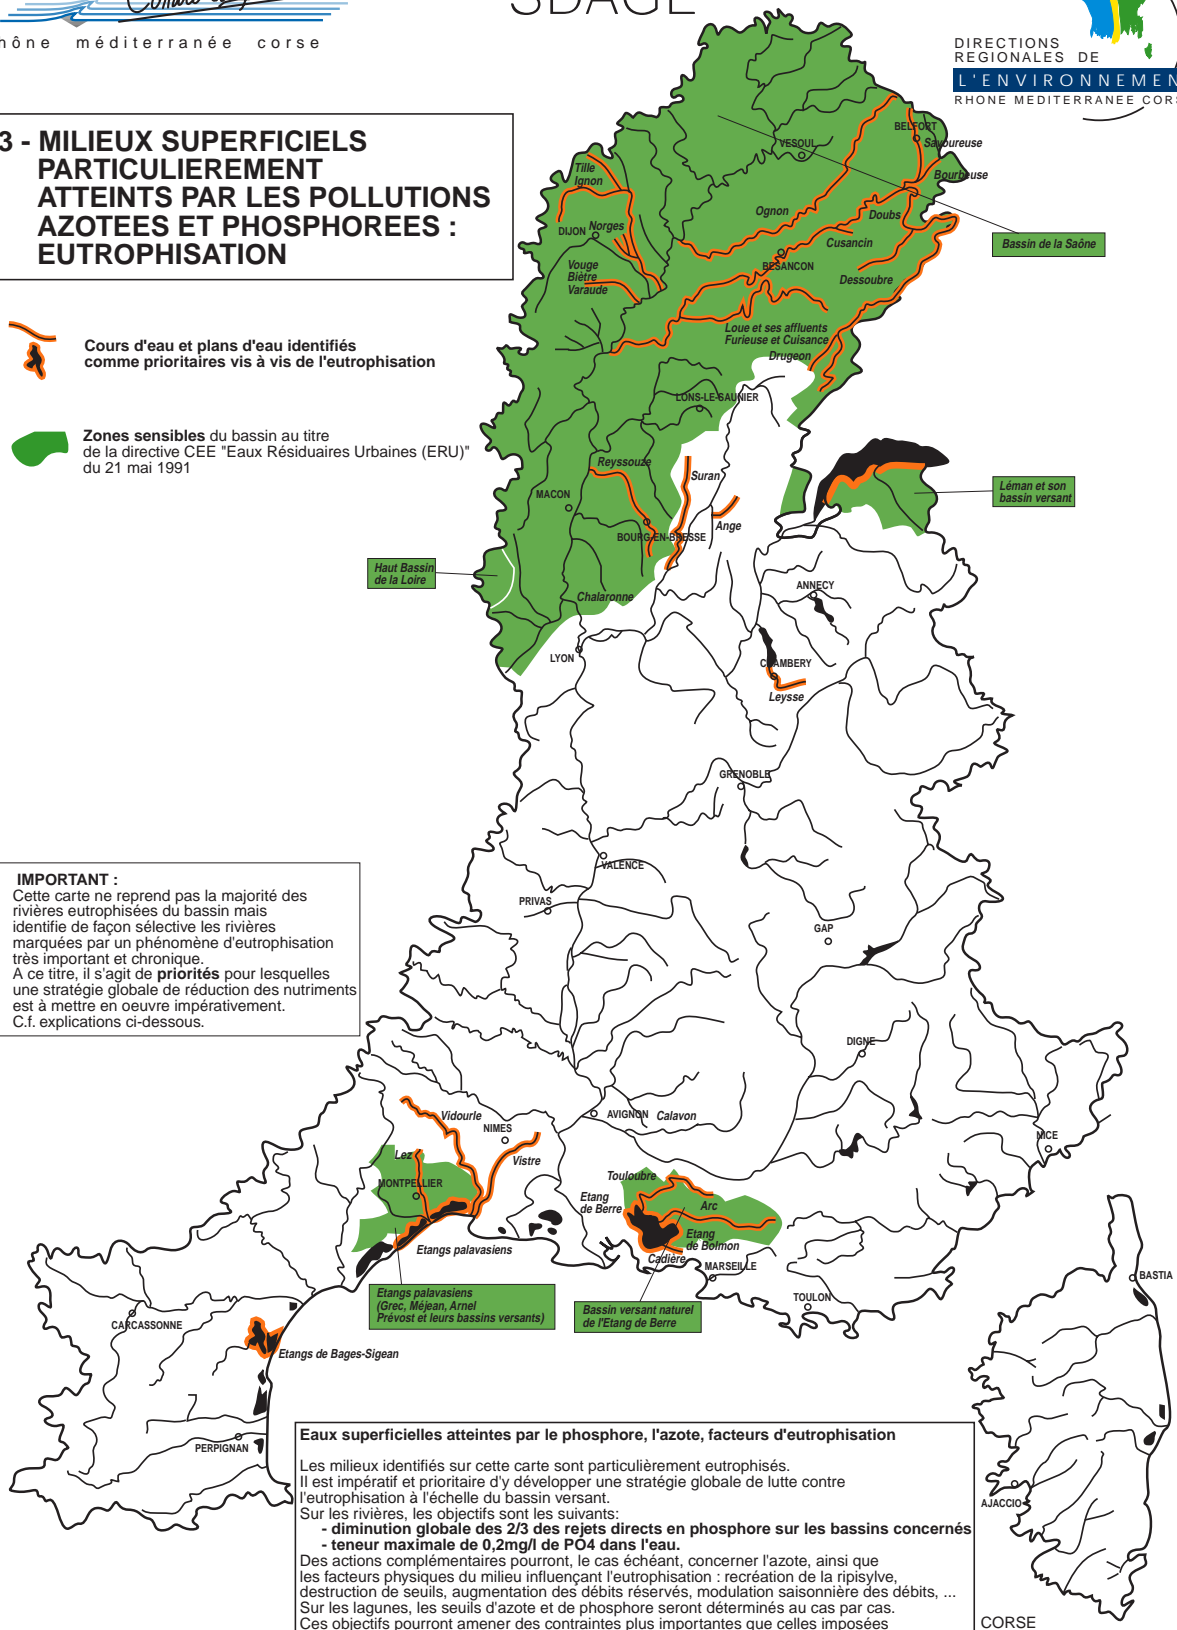 SDAGE
hône méditerranée corse
DIRECTIONS
REGIONALES DE
L'ENVIRONNEMEN
RHONE MEDITERRANEE CORS
3 - MILIEUX SUPERFICIELS
PARTICULIEREMENT
ATTEINTS PAR LES POLLUTIONS
AZOTEES ET PHOSPHOREES :
EUTROPHISATION
Cours d'eau et plans d'eau identifiés
comme prioritaires vis à vis de l'eutrophisation
Zones sensibles du bassin au titre
de la directive CEE "Eaux Résiduaires Urbaines (ERU)"
du 21 mai 1991
BELFORT
Savoureuse
VESOUL
Bourbeuse
Tille
Ignon
Ognon
Doubs
DIJON
Norges
Cusancin
Bassin de la Saône
BESANCON
Vouge
Biètre
Varaude
Dessoubre
Loue et ses affluents
Furieuse et Cuisance
Drugeon
LONS-LE-SAUNIER
Reyssouze
Suran
MACON
Léman et son
bassin versant
Ange
BOURG-EN-BRESSE
Haut Bassin
de la Loire
ANNECY
Chalaronne
LYON
CHAMBERY
Leysse
GRENOBLE
VALENCE
PRIVAS
GAP
IMPORTANT :
Cette carte ne reprend pas la majorité des
rivières eutrophisées du bassin mais
identifie de façon sélective les rivières
marquées par un phénomène d'eutrophisation
très important et chronique.
A ce titre, il s'agit de priorités pour lesquelles
une stratégie globale de réduction des nutriments
est à mettre en oeuvre impérativement.
C.f. explications ci-dessous.
DIGNE
Vidourle
AVIGNON
Calavon
NIMES
NICE
Lez
Vistre
MONTPELLIER
Touloubre
Etang
de Berre
Arc
Etang
de Bolmon
Etangs palavasiens
Cadière
MARSEILLE
BASTIA
Etangs palavasiens
(Grec, Méjean, Arnel
Prévost et leurs bassins versants)
Bassin versant naturel
de l'Etang de Berre
TOULON
CARCASSONNE
Etangs de Bages-Sigean
PERPIGNAN
AJACCIO
Eaux superficielles atteintes par le phosphore, l'azote, facteurs d'eutrophisation
Les milieux identifiés sur cette carte sont particulièrement eutrophisés.
Il est impératif et prioritaire d'y développer une stratégie globale de lutte contre
l'eutrophisation à l'échelle du bassin versant.
Sur les rivières, les objectifs sont les suivants:
- diminution globale des 2/3 des rejets directs en phosphore sur les bassins concernés
- teneur maximale de 0,2mg/l de PO4 dans l'eau.
Des actions complémentaires pourront, le cas échéant, concerner l'azote, ainsi que
les facteurs physiques du milieu influençant l'eutrophisation : recréation de la ripisylve,
destruction de seuils, augmentation des débits réservés, modulation saisonnière des débits, ...
Sur les lagunes, les seuils d'azote et de phosphore seront déterminés au cas par cas.
Ces objectifs pourront amener des contraintes plus importantes que celles imposées
CORSE